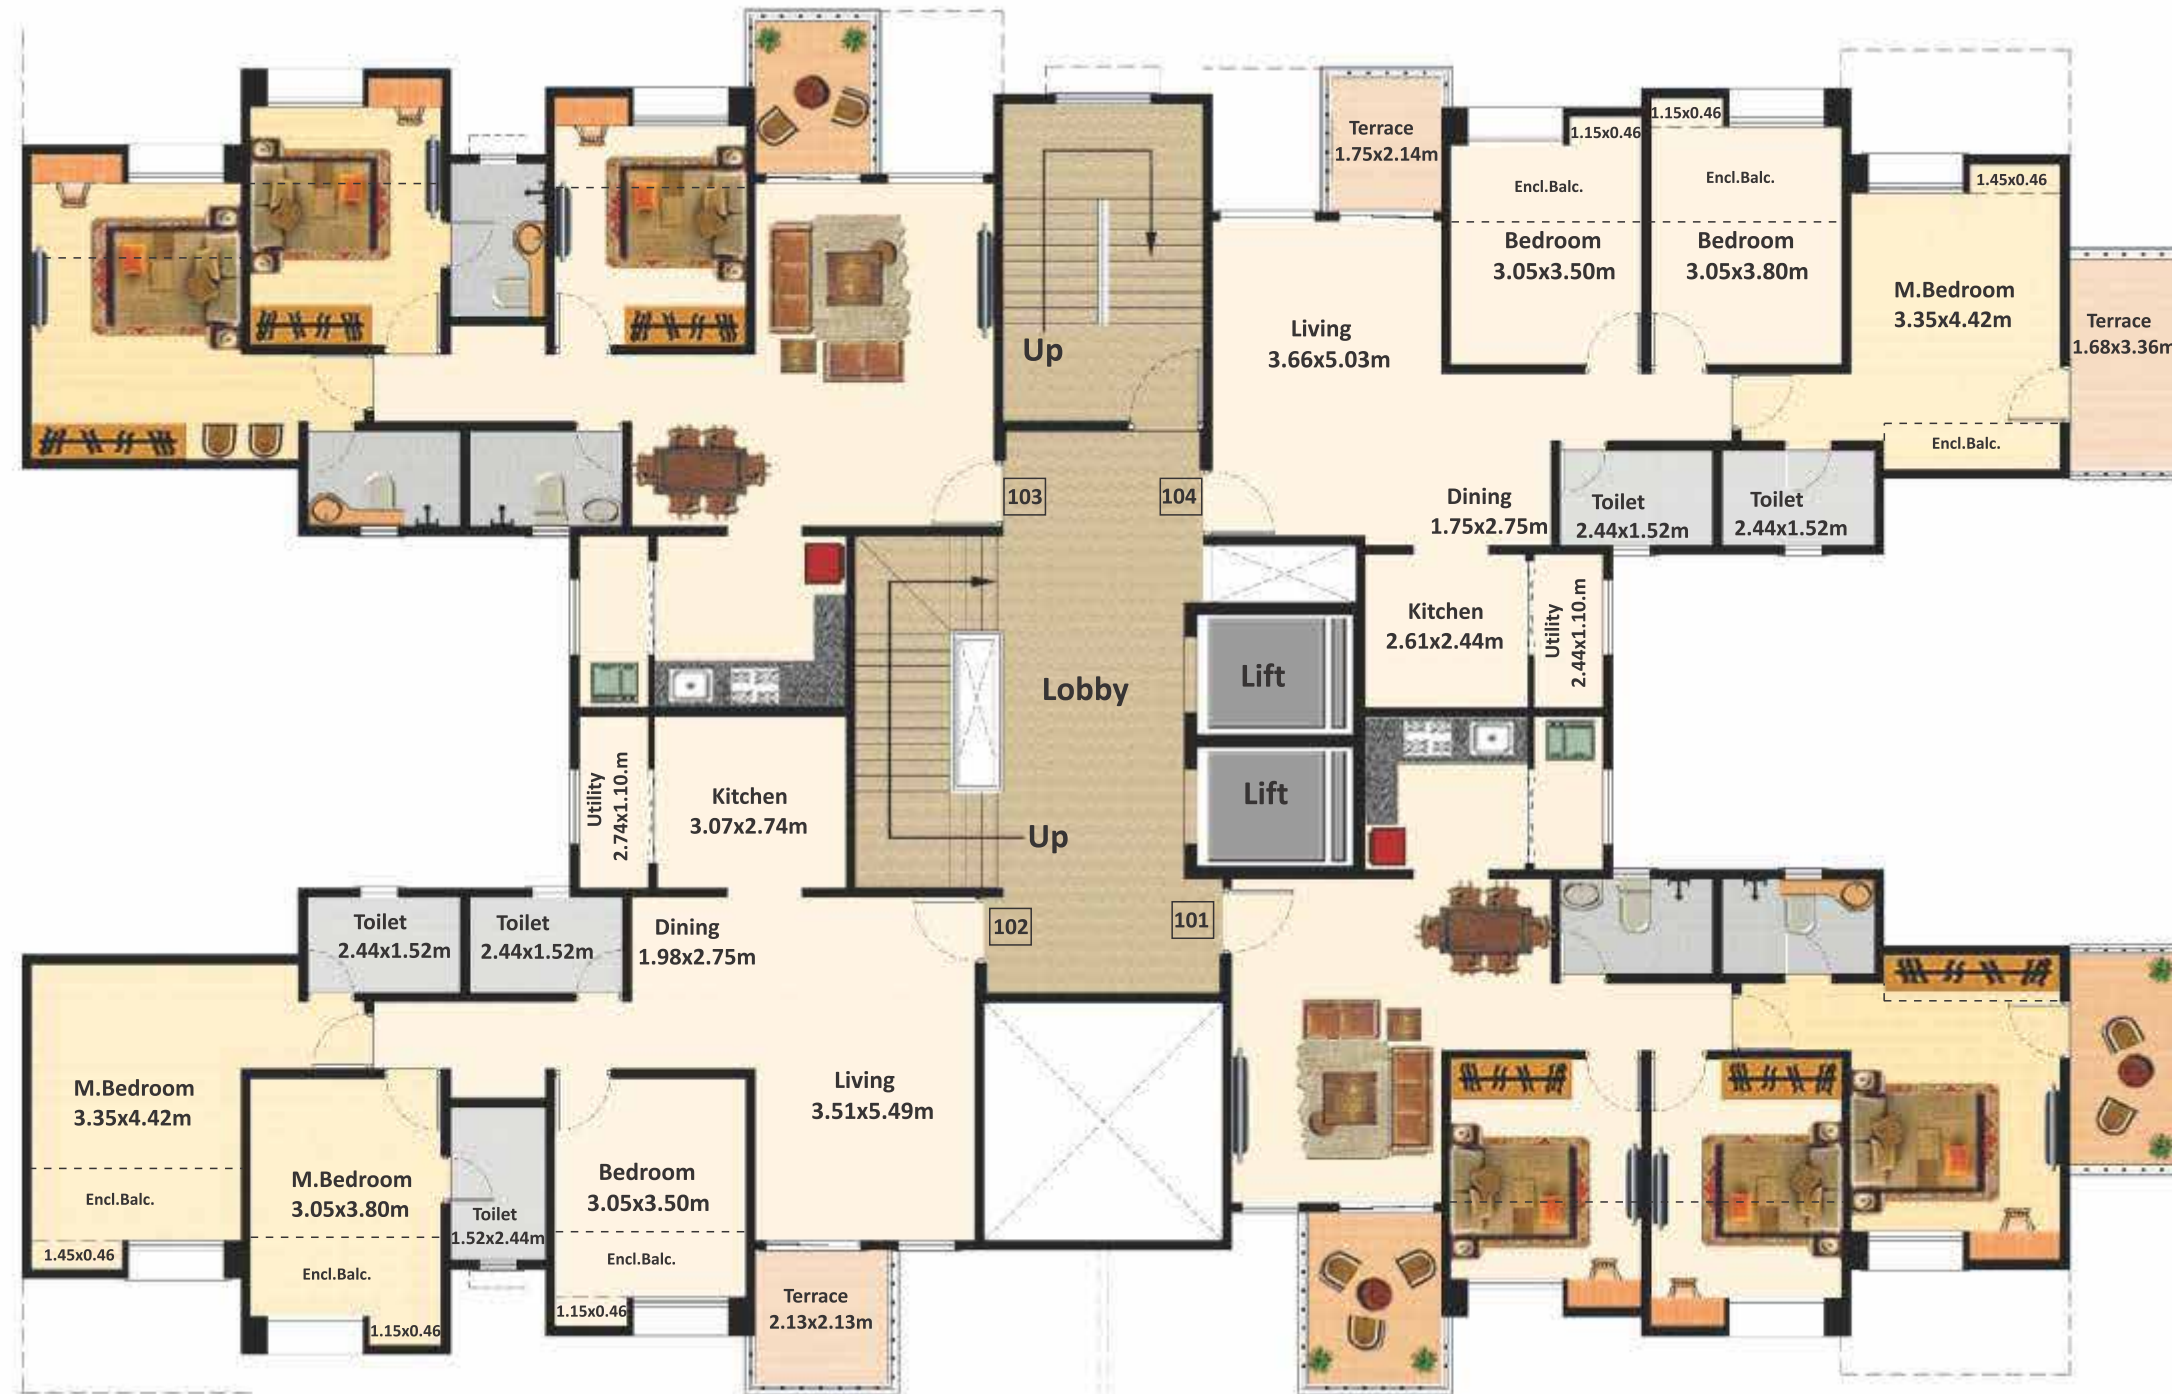 Terrace
1.75x2.14m
1.15x0.46
1.15x0.46
1.45x0.46
Encl.Balc.
Encl.Balc.
Bedroom
3.05x3.50m
Bedroom
3.05x3.80m
M.Bedroom
3.35x4.42m
Terrace
1.68x3.36m
Living
3.66x5.03m
Up
Encl.Balc.
103
104
Dining
1.75x2.75m
Toilet
2.44x1.52m
Toilet
2.44x1.52m
Kitchen
2.61x2.44m
Utility
2.44x1.10.m
Lift
Lobby
Lift
Utility
2.74x1.10.m
Kitchen
3.07x2.74m
Up
Toilet
2.44x1.52m
Toilet
2.44x1.52m
Dining
1.98x2.75m
102
101
M.Bedroom
3.35x4.42m
Living
3.51x5.49m
M.Bedroom
3.05x3.80m
Bedroom
3.05x3.50m
Encl.Balc.
Toilet
1.52x2.44m
1.45x0.46
Encl.Balc.
Encl.Balc.
1.15x0.46
1.15x0.46
Terrace
2.13x2.13m